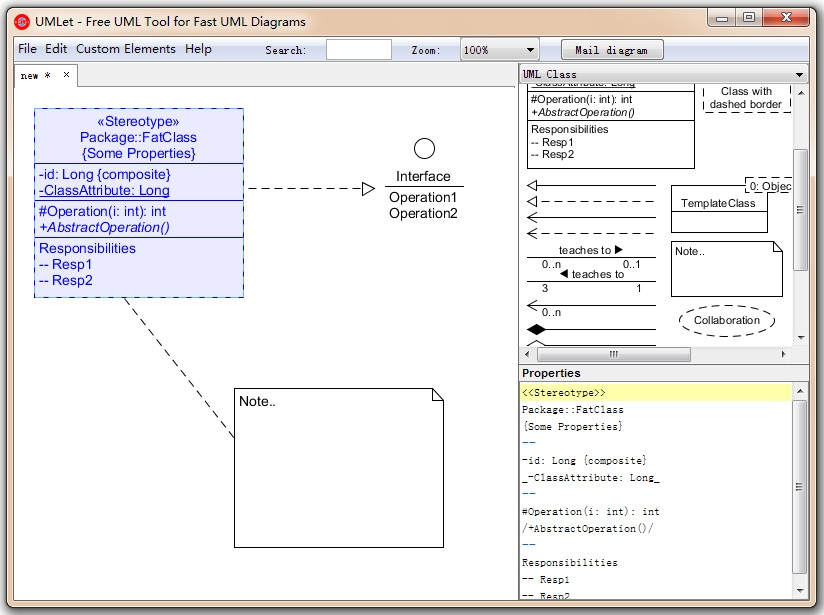 UMLet - Free UML Tool for Fast UML Diagrams
File Edit Custom Elements Help Search: Zoom: 100% Mail diagram
new *
«Stereotype»
Package::FatClass
{Some Properties}
-id: Long {composite}
-ClassAttribute: Long
#Operation(i: int): int
+AbstractOperation()
Responsibilities
-- Resp1
-- Resp2
Interface
Operation1
Operation2
Note..
UML Class
-ClassAttribute: Long
#Operation(i: int): int
+AbstractOperation()
Responsibilities
-- Resp1
-- Resp2
Class with
dashed border
0: Objec
TemplateClass
teaches to
0..n 0..1
teaches to
3 1
0..n
Note..
Collaboration
Properties
<<Stereotype>>
Package::FatClass
{Some Properties}
--
-id: Long {composite}
_-ClassAttribute: Long_
--
#Operation(i: int): int
/+AbstractOperation()/
--
Responsibilities
-- Resp1
-- Resp2